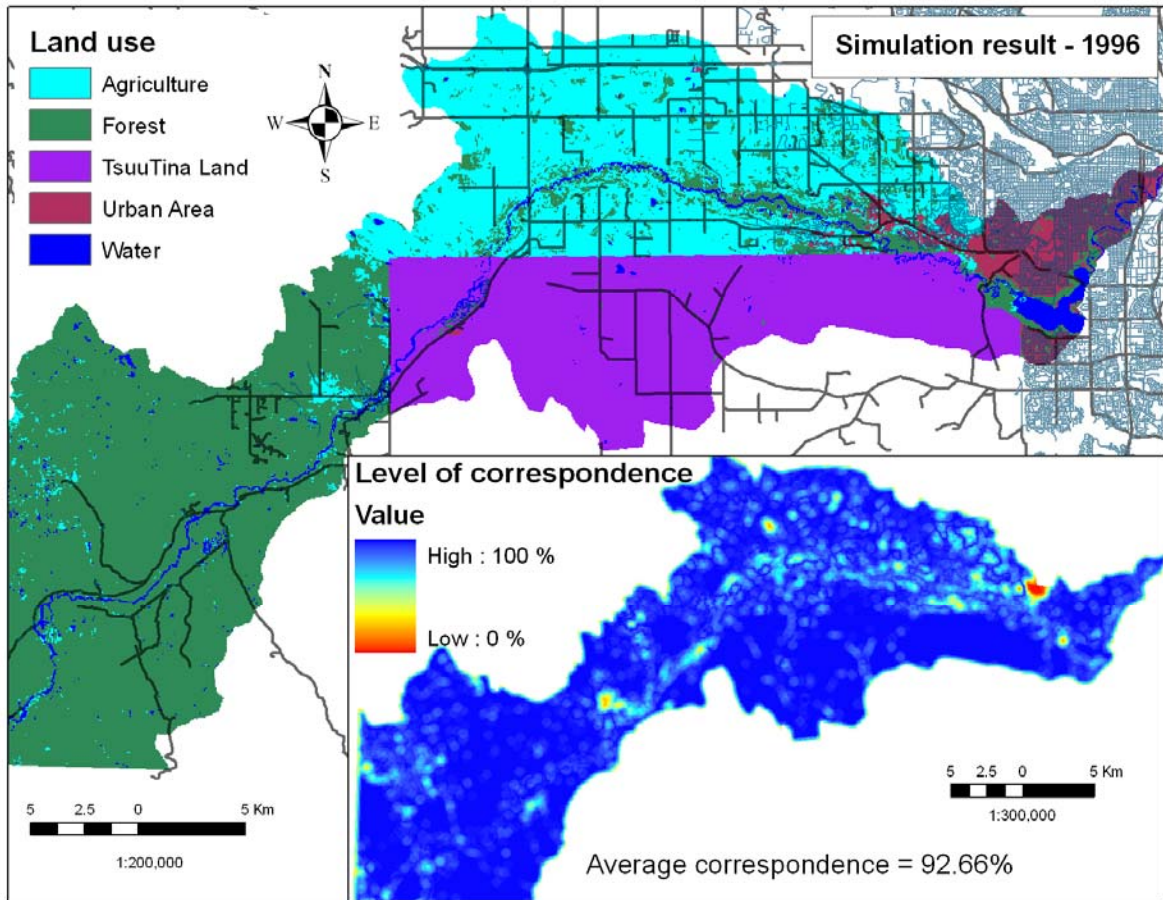 Land use
Agriculture
Forest
TsuuTina Land
Urban Area
Water
N
W E
S
Simulation result - 1996
5 2.5 0 5 Km
1:200,000
Level of correspondence
Value
High : 100 %
Low : 0 %
5 2.5 0 5 Km
1:300,000
Average correspondence = 92.66%